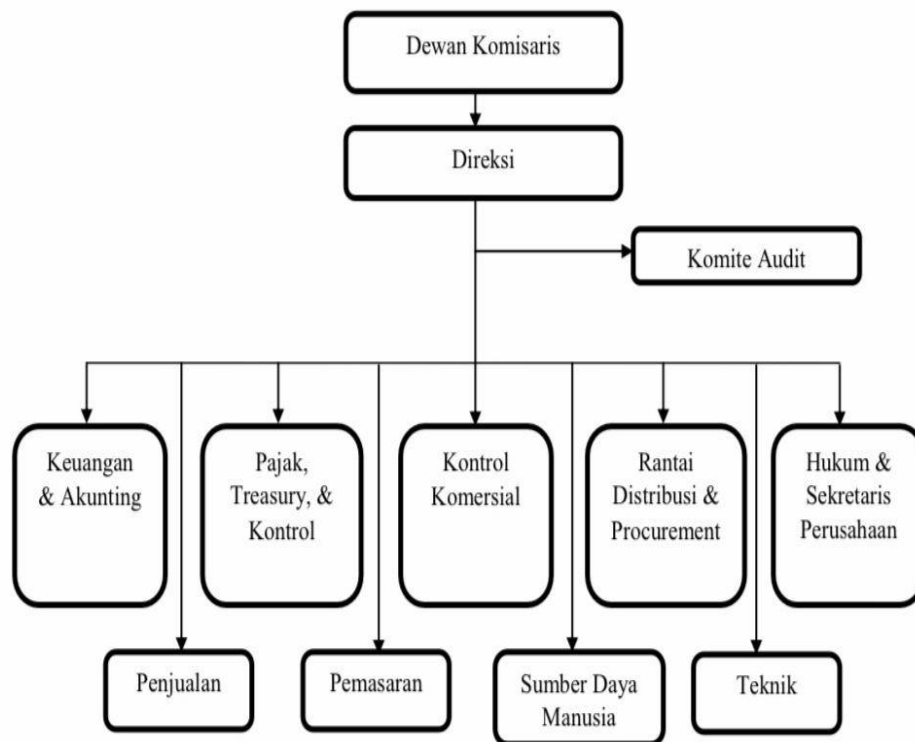 Dewan Komisaris
Direksi
Komite Audit
Keuangan
& Akunting
Pajak,
Treasury, &
Kontrol
Kontrol
Komersial
Rantai
Distribusi &
Procurement
Hukum &
Sekretaris
Perusahaan
Penjualan
Pemasaran
Sumber Daya
Manusia
Teknik